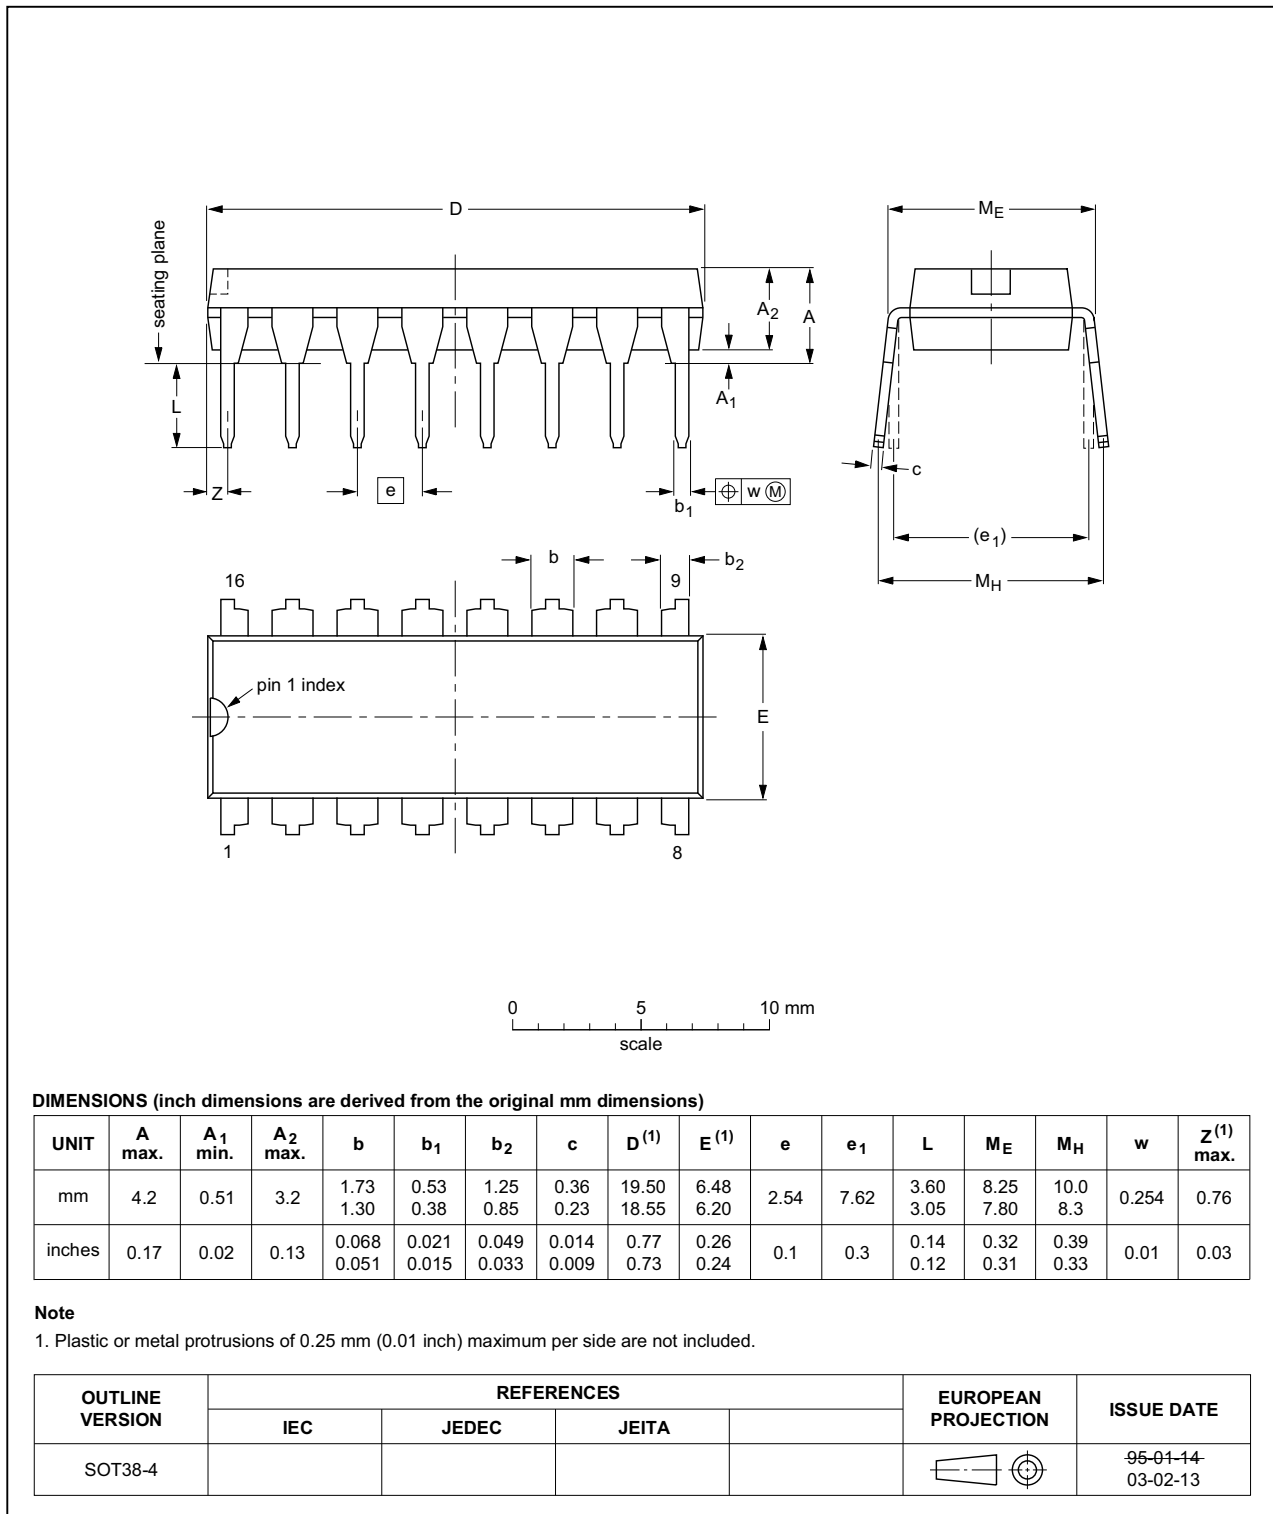 D
ME
seating plane
A2
A
L
A1
Z
e
b1
w M
c
(e1)
MH
b
b2
16
9
pin 1 index
E
1
8
0
5
10 mm
scale
DIMENSIONS (inch dimensions are derived from the original mm dimensions)
UNIT A max. A1 min. A2 max. b b1 b2 c D(1) E(1) e e1 L ME MH w Z(1) max.
mm 4.2 0.51 3.2 1.73 1.30 0.53 0.38 1.25 0.85 0.36 0.23 19.50 18.55 6.48 6.20 2.54 7.62 3.60 3.05 8.25 7.80 10.0 8.3 0.254 0.76
inches 0.17 0.02 0.13 0.068 0.051 0.021 0.015 0.049 0.033 0.014 0.009 0.77 0.73 0.26 0.24 0.1 0.3 0.14 0.12 0.32 0.31 0.39 0.33 0.01 0.03
Note
1. Plastic or metal protrusions of 0.25 mm (0.01 inch) maximum per side are not included.
OUTLINE VERSION REFERENCES EUROPEAN PROJECTION ISSUE DATE
IEC JEDEC JEITA
SOT38-4
95-01-14
03-02-13